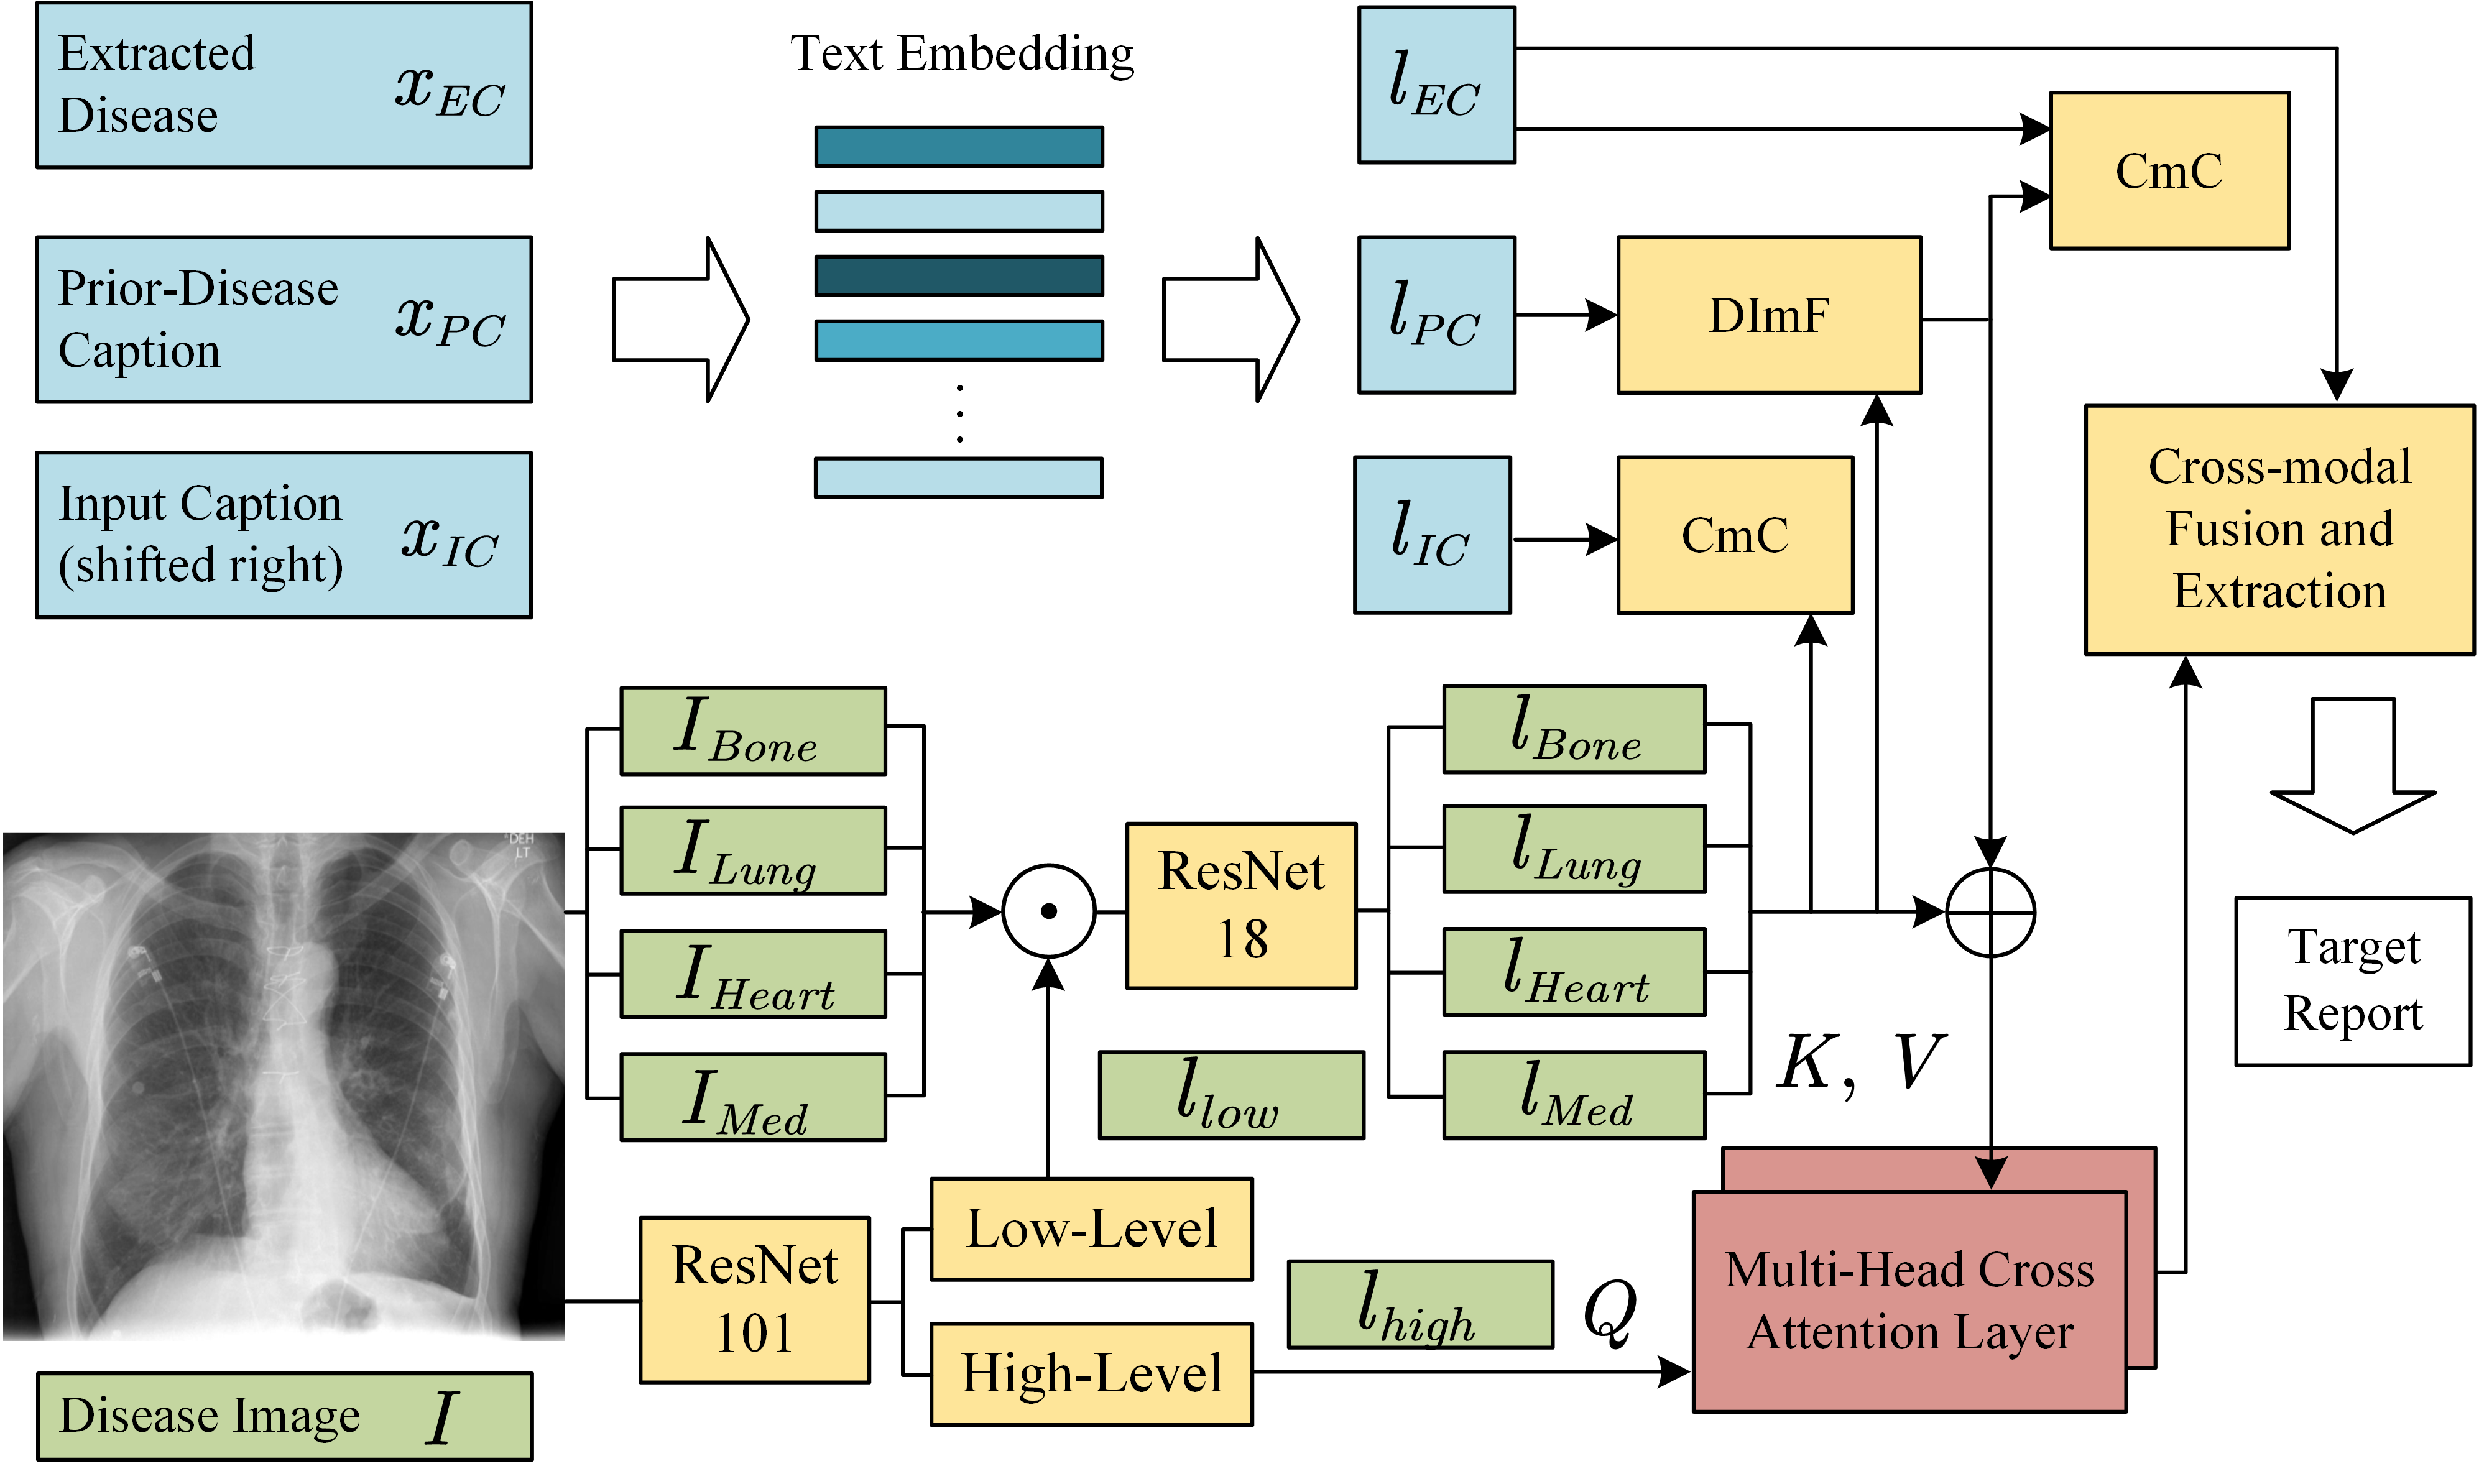 Extracted
Disease
x_{EC}
Prior-Disease
Caption
x_{PC}
Input Caption
(shifted right)
x_{IC}
Text Embedding
l_{EC}
l_{PC}
l_{IC}
DImF
CmC
CmC
Cross-modal
Fusion and
Extraction
Target
Report
DEH
LT
I_{Bone}
I_{Lung}
I_{Heart}
I_{Med}
ResNet
18
l_{Bone}
l_{Lung}
l_{Heart}
l_{Med}
l_{low}
K, V
ResNet
101
Low-Level
High-Level
l_{high}
Q
Multi-Head Cross
Attention Layer
Disease Image
I